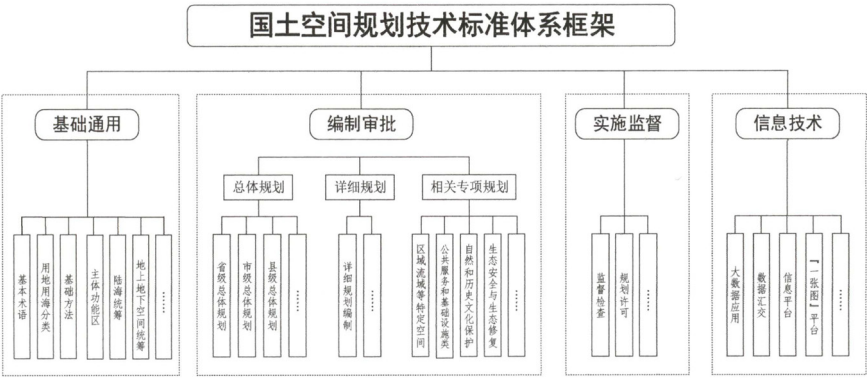 国土空间规划技术标准体系框架
基础通用
编制审批
实施监督
信息技术
总体规划
详细规划
相关专项规划
基本术语
用地用海分类
基础方法
主体功能区
陆海统筹
地上地下空间统筹
……
省级总体规划
市级总体规划
县级总体规划
……
详细规划编制
……
区域流域等特定空间
公共服务和基础设施类
自然和历史文化保护
生态安全与生态修复
……
监督检查
规划许可
……
大数据应用
数据汇交
信息平台
『一张图』平台
……